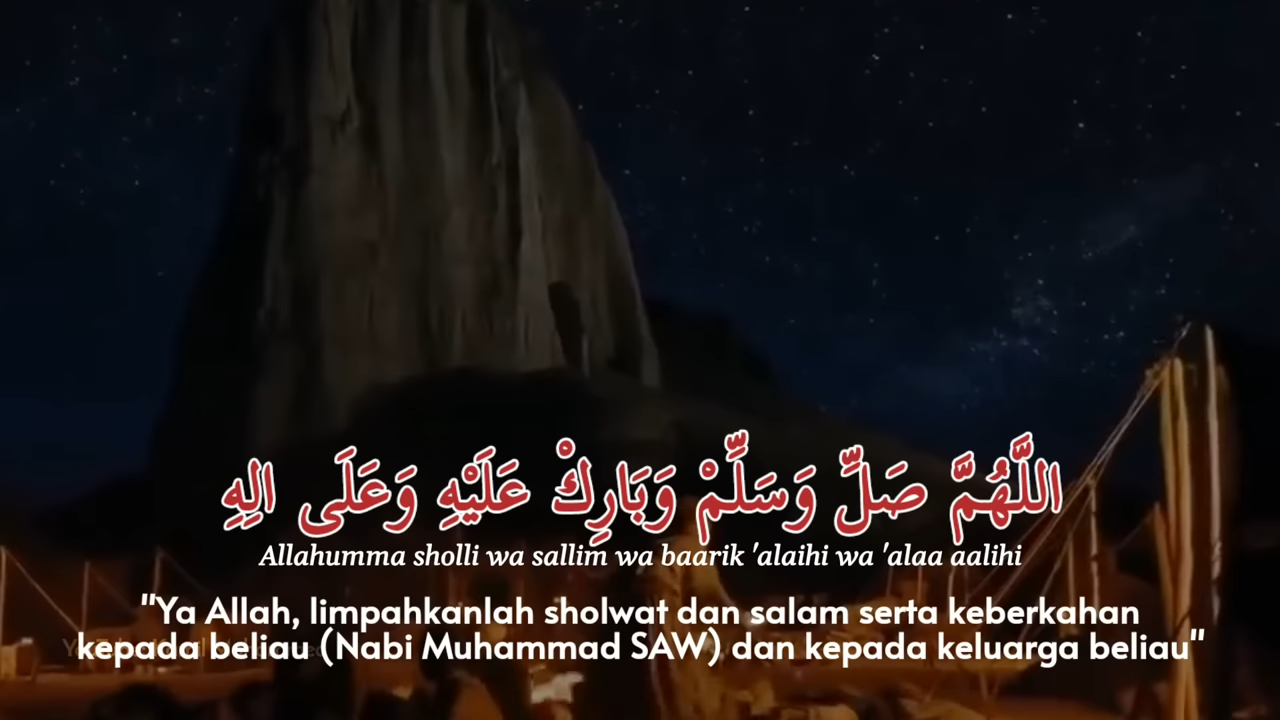 اللَّهُمَّ صَلِّ وَسَلِّمْ وَبَارِكْ عَلَيْهِ وَعَلَى الِهِ
Allahumma sholli wa sallim wa baarik 'alaihi wa 'alaa aalihi
"Ya Allah, limpahkanlah sholwat dan salam serta keberkahan
kepada beliau (Nabi Muhammad SAW) dan kepada keluarga beliau"